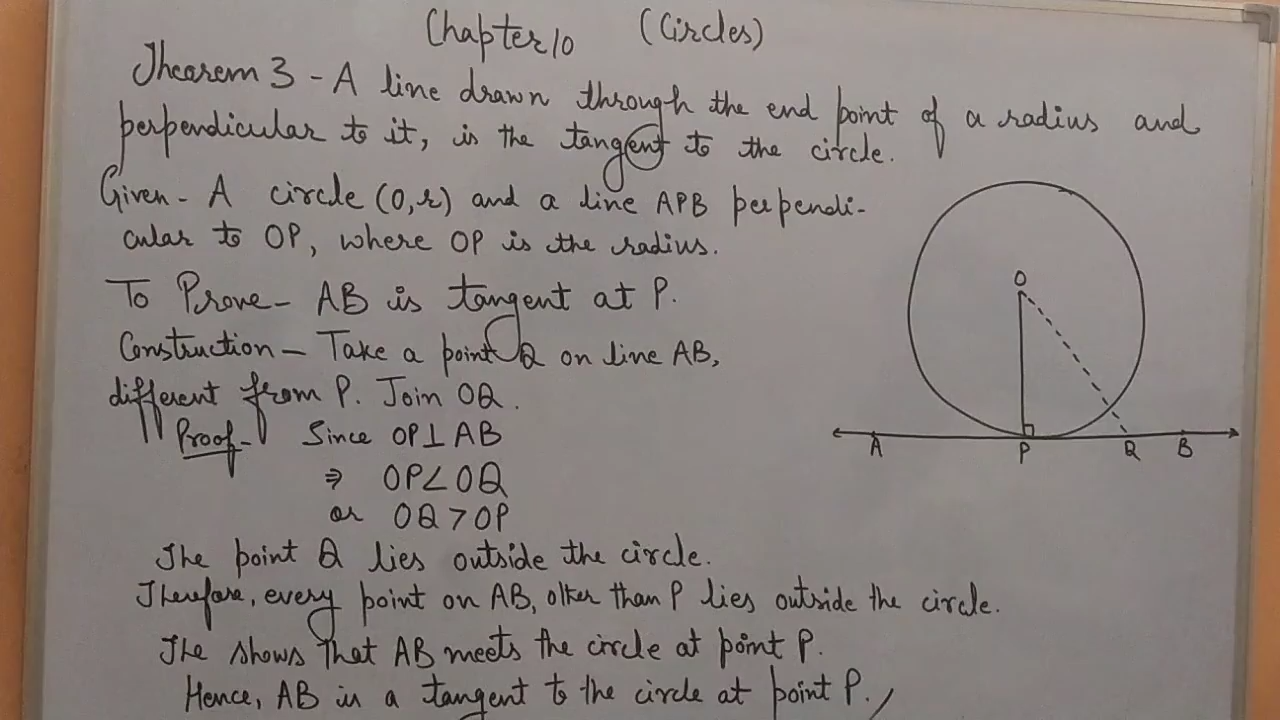 Chapter 10 (Circles)
Theorem 3 - A line drawn through the end point of a radius and
perpendicular to it, is the tangent to the circle.
Given - A circle (O,r) and a line APB perpendi-
cular to OP, where OP is the radius.
To Prove - AB is tangent at P.
Construction - Take a point Q on line AB,
different from P. Join OQ.
Proof - Since OP⊥AB
⇒ OP<OQ
or OQ>OP
The point Q lies outside the circle.
Therefore, every point on AB, other than P lies outside the circle.
The shows that AB meets the circle at point P.
Hence, AB is a tangent to the circle at point P.
O
A P Q B